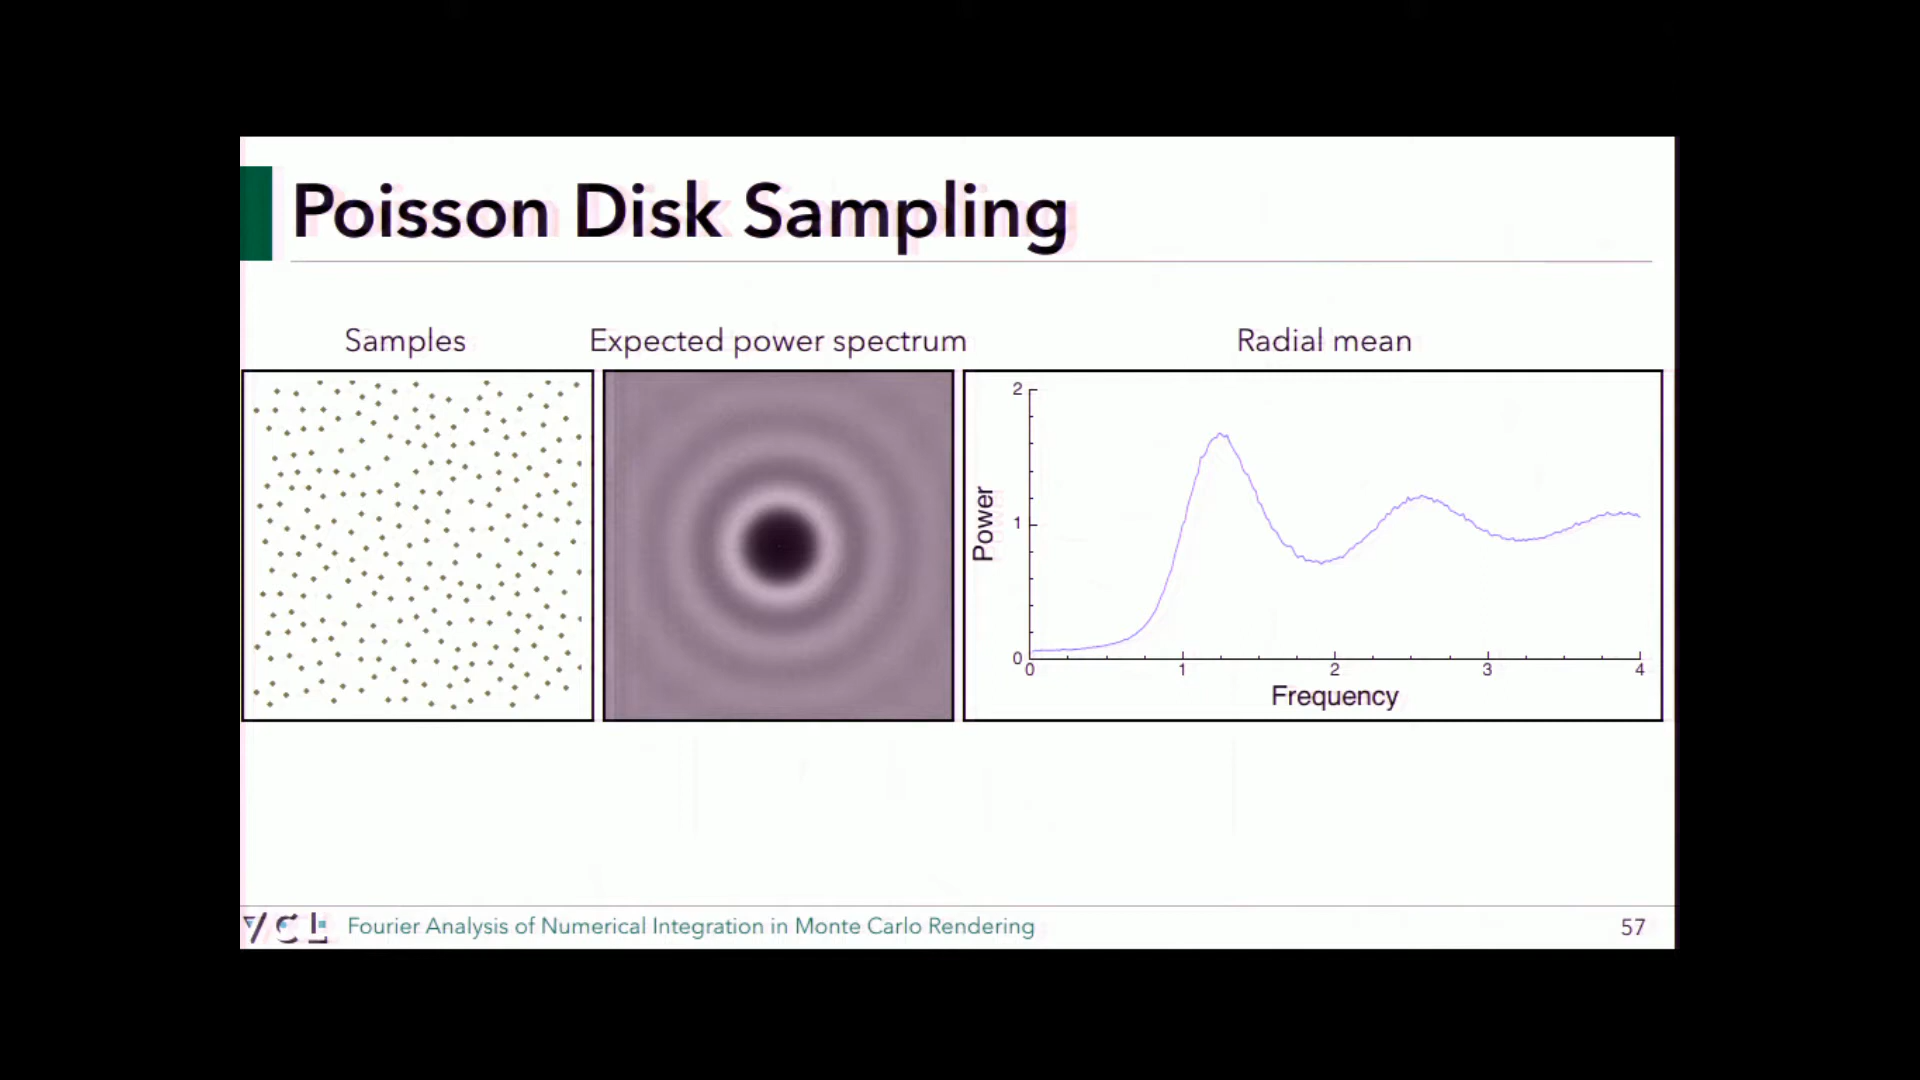 Poisson Disk Sampling
Samples
Expected power spectrum
Radial mean
2
1
0
Power
0 1 2 3 4
Frequency
VCL Fourier Analysis of Numerical Integration in Monte Carlo Rendering 57